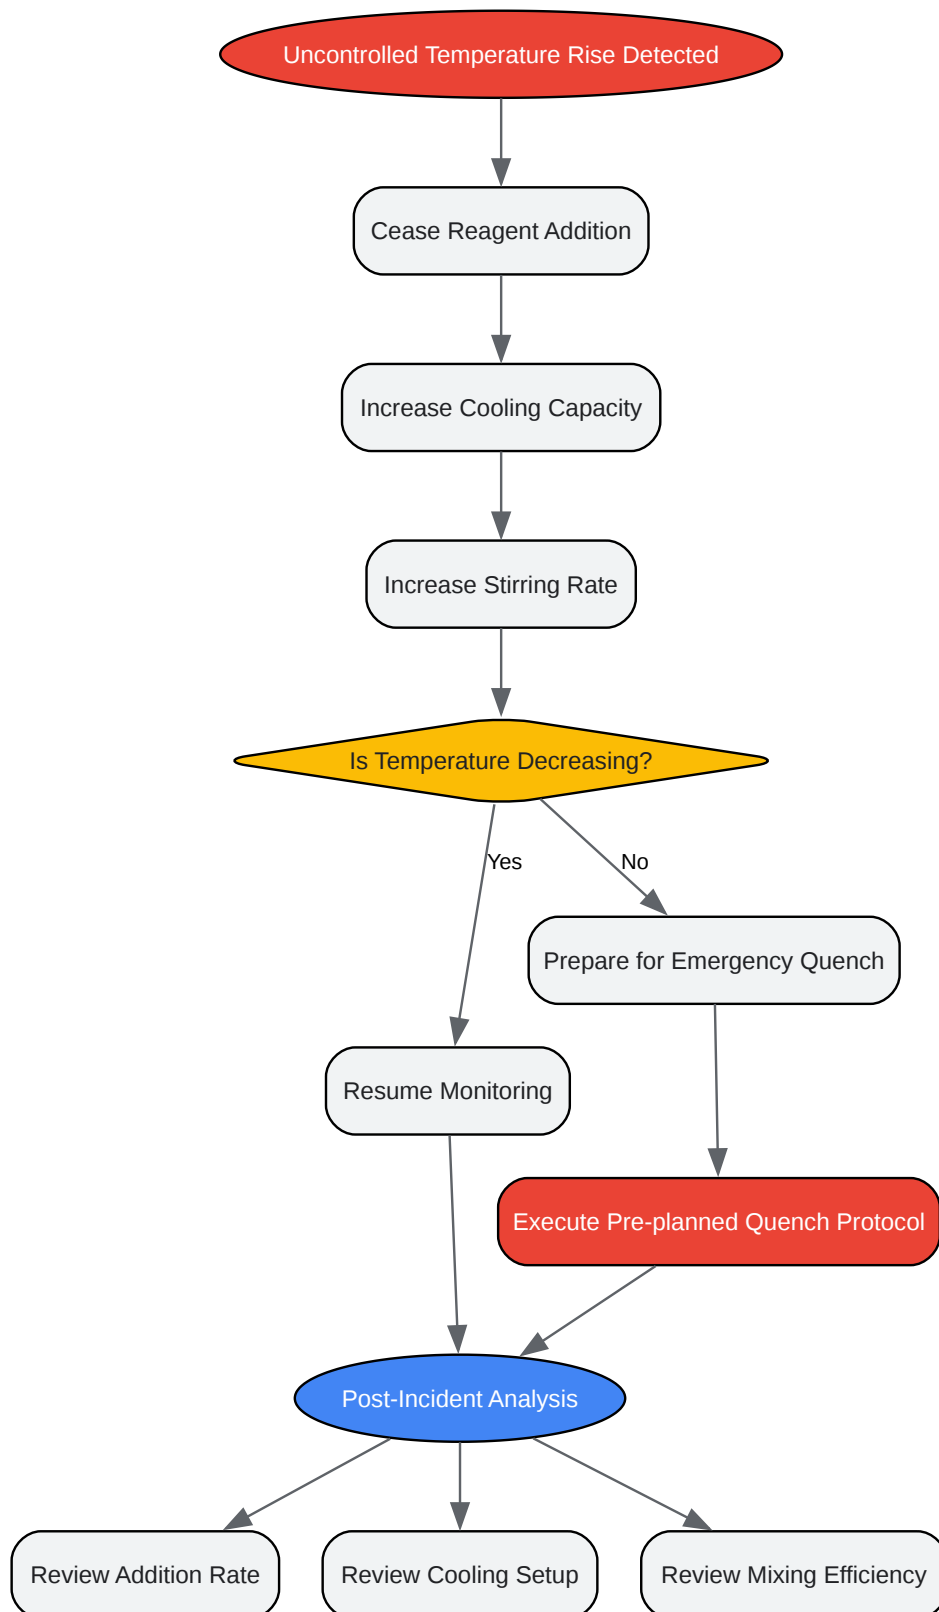 Uncontrolled Temperature Rise Detected
Cease Reagent Addition
Increase Cooling Capacity
Increase Stirring Rate
Is Temperature Decreasing?
Yes
No
Prepare for Emergency Quench
Resume Monitoring
Execute Pre-planned Quench Protocol
Post-Incident Analysis
Review Addition Rate
Review Cooling Setup
Review Mixing Efficiency